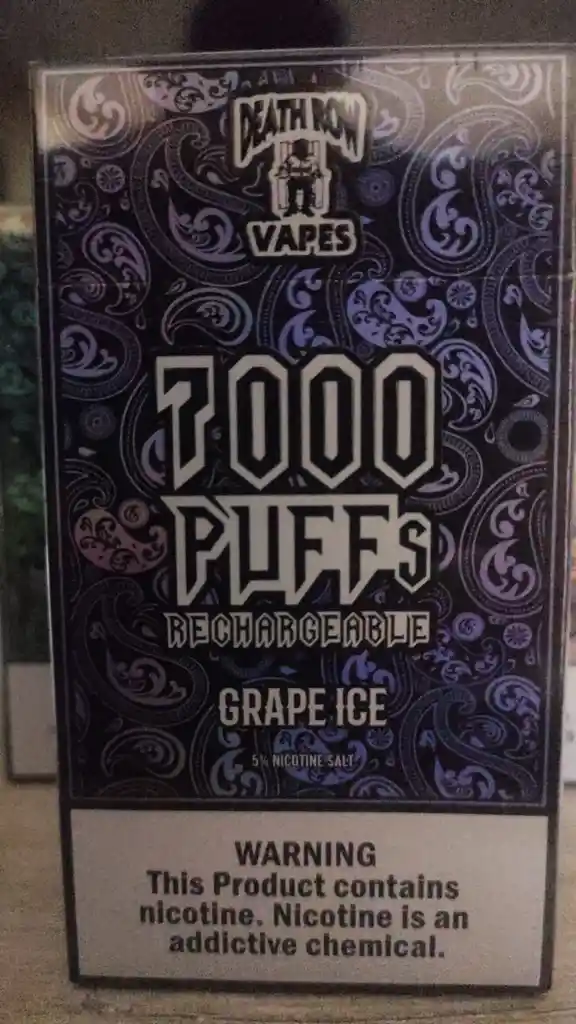 DEATH ROW
VAPES
7000
PUFFS
RECHARGEABLE
GRAPE ICE
5% NICOTINE SALT
WARNING
This Product contains
nicotine. Nicotine is an
addictive chemical.